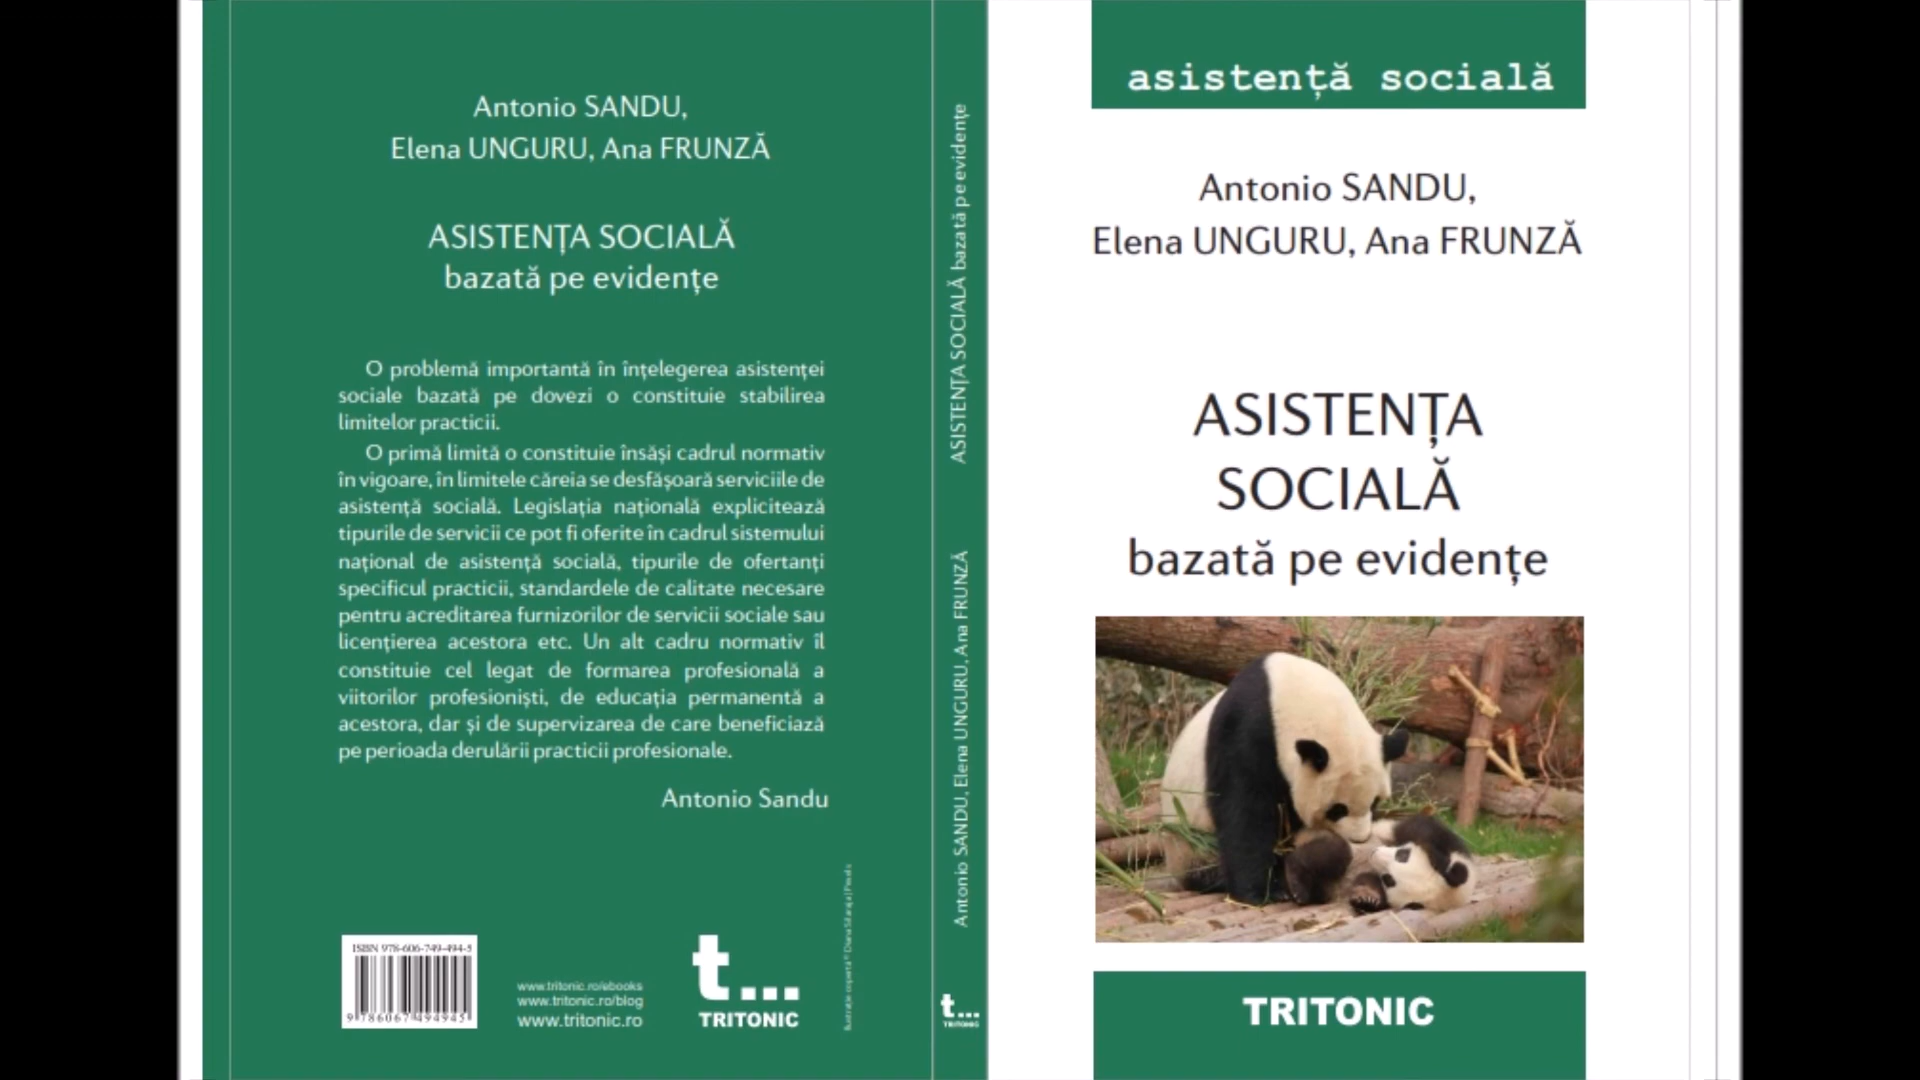 Antonio SANDU,
Elena UNGURU, Ana FRUNZĂ
ASISTENȚA SOCIALĂ
bazată pe evidențe
O problemă importantă în înțelegerea asistenței
sociale bazată pe dovezi o constituie stabilirea
limitelor practicii.
O primă limită o constituie însăși cadrul normativ
în vigoare, în limitele căreia se desfășoară serviciile de
asistență socială. Legislația națională explicitează
tipurile de servicii ce pot fi oferite în cadrul sistemului
național de asistență socială, tipurile de ofertanți
specificul practicii, standardele de calitate necesare
pentru acreditarea furnizorilor de servicii sociale sau
licențierea acestora etc. Un alt cadru normativ îl
constituie cel legat de formarea profesională a
viitorilor profesioniști, de educația permanentă a
acestora, dar și de supervizarea de care beneficiază
pe perioada derulării practicii profesionale.
Antonio Sandu
ISBN 978-606-749-494-5
9 786067 494945
www.tritonic.ro/ebooks
www.tritonic.ro/blog
www.tritonic.ro
t...
TRITONIC
Ilustrație copertă
ASISTENȚA SOCIALĂ bazată pe evidențe
Antonio SANDU, Elena UNGURU, Ana FRUNZĂ
t...
TRITONIC
asistență socială
Antonio SANDU,
Elena UNGURU, Ana FRUNZĂ
ASISTENȚA
SOCIALĂ
bazată pe evidențe
TRITONIC